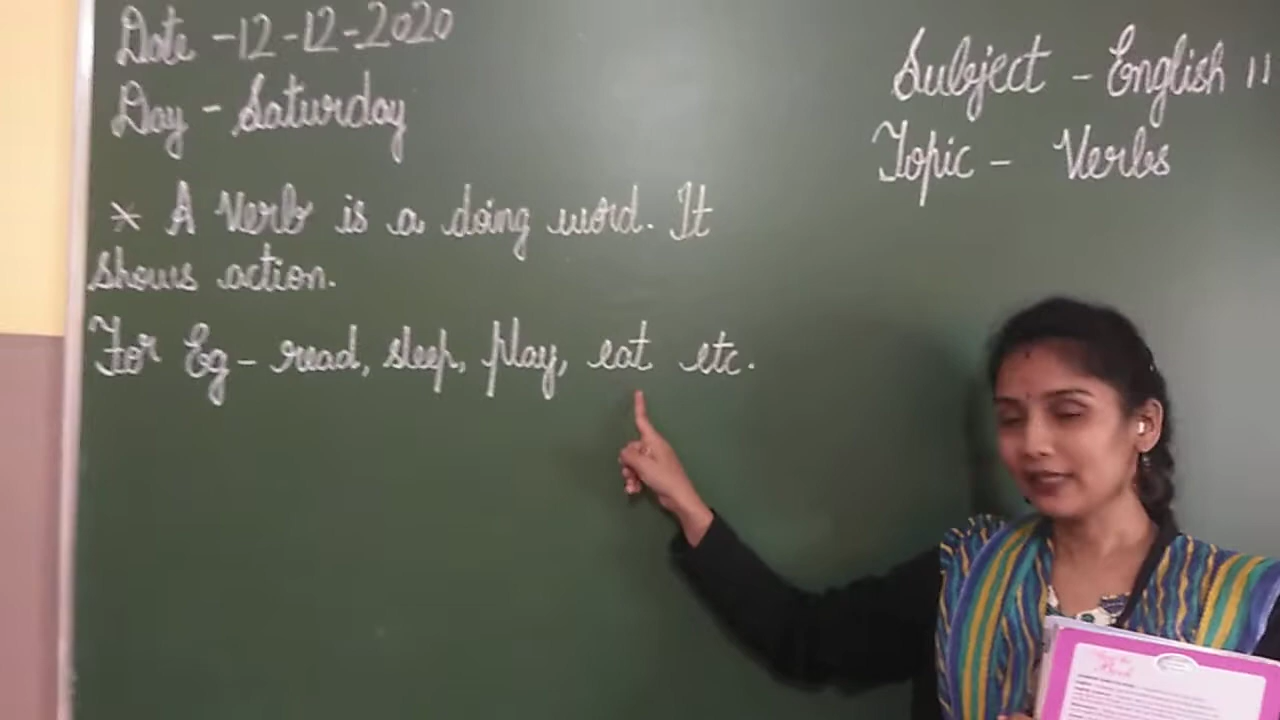 Date -12-12-2020
Day - Saturday
Subject - English II
Topic - Verbs
* A Verb is a doing word. It
shows action.
For Eg - read, sleep, play, eat etc.